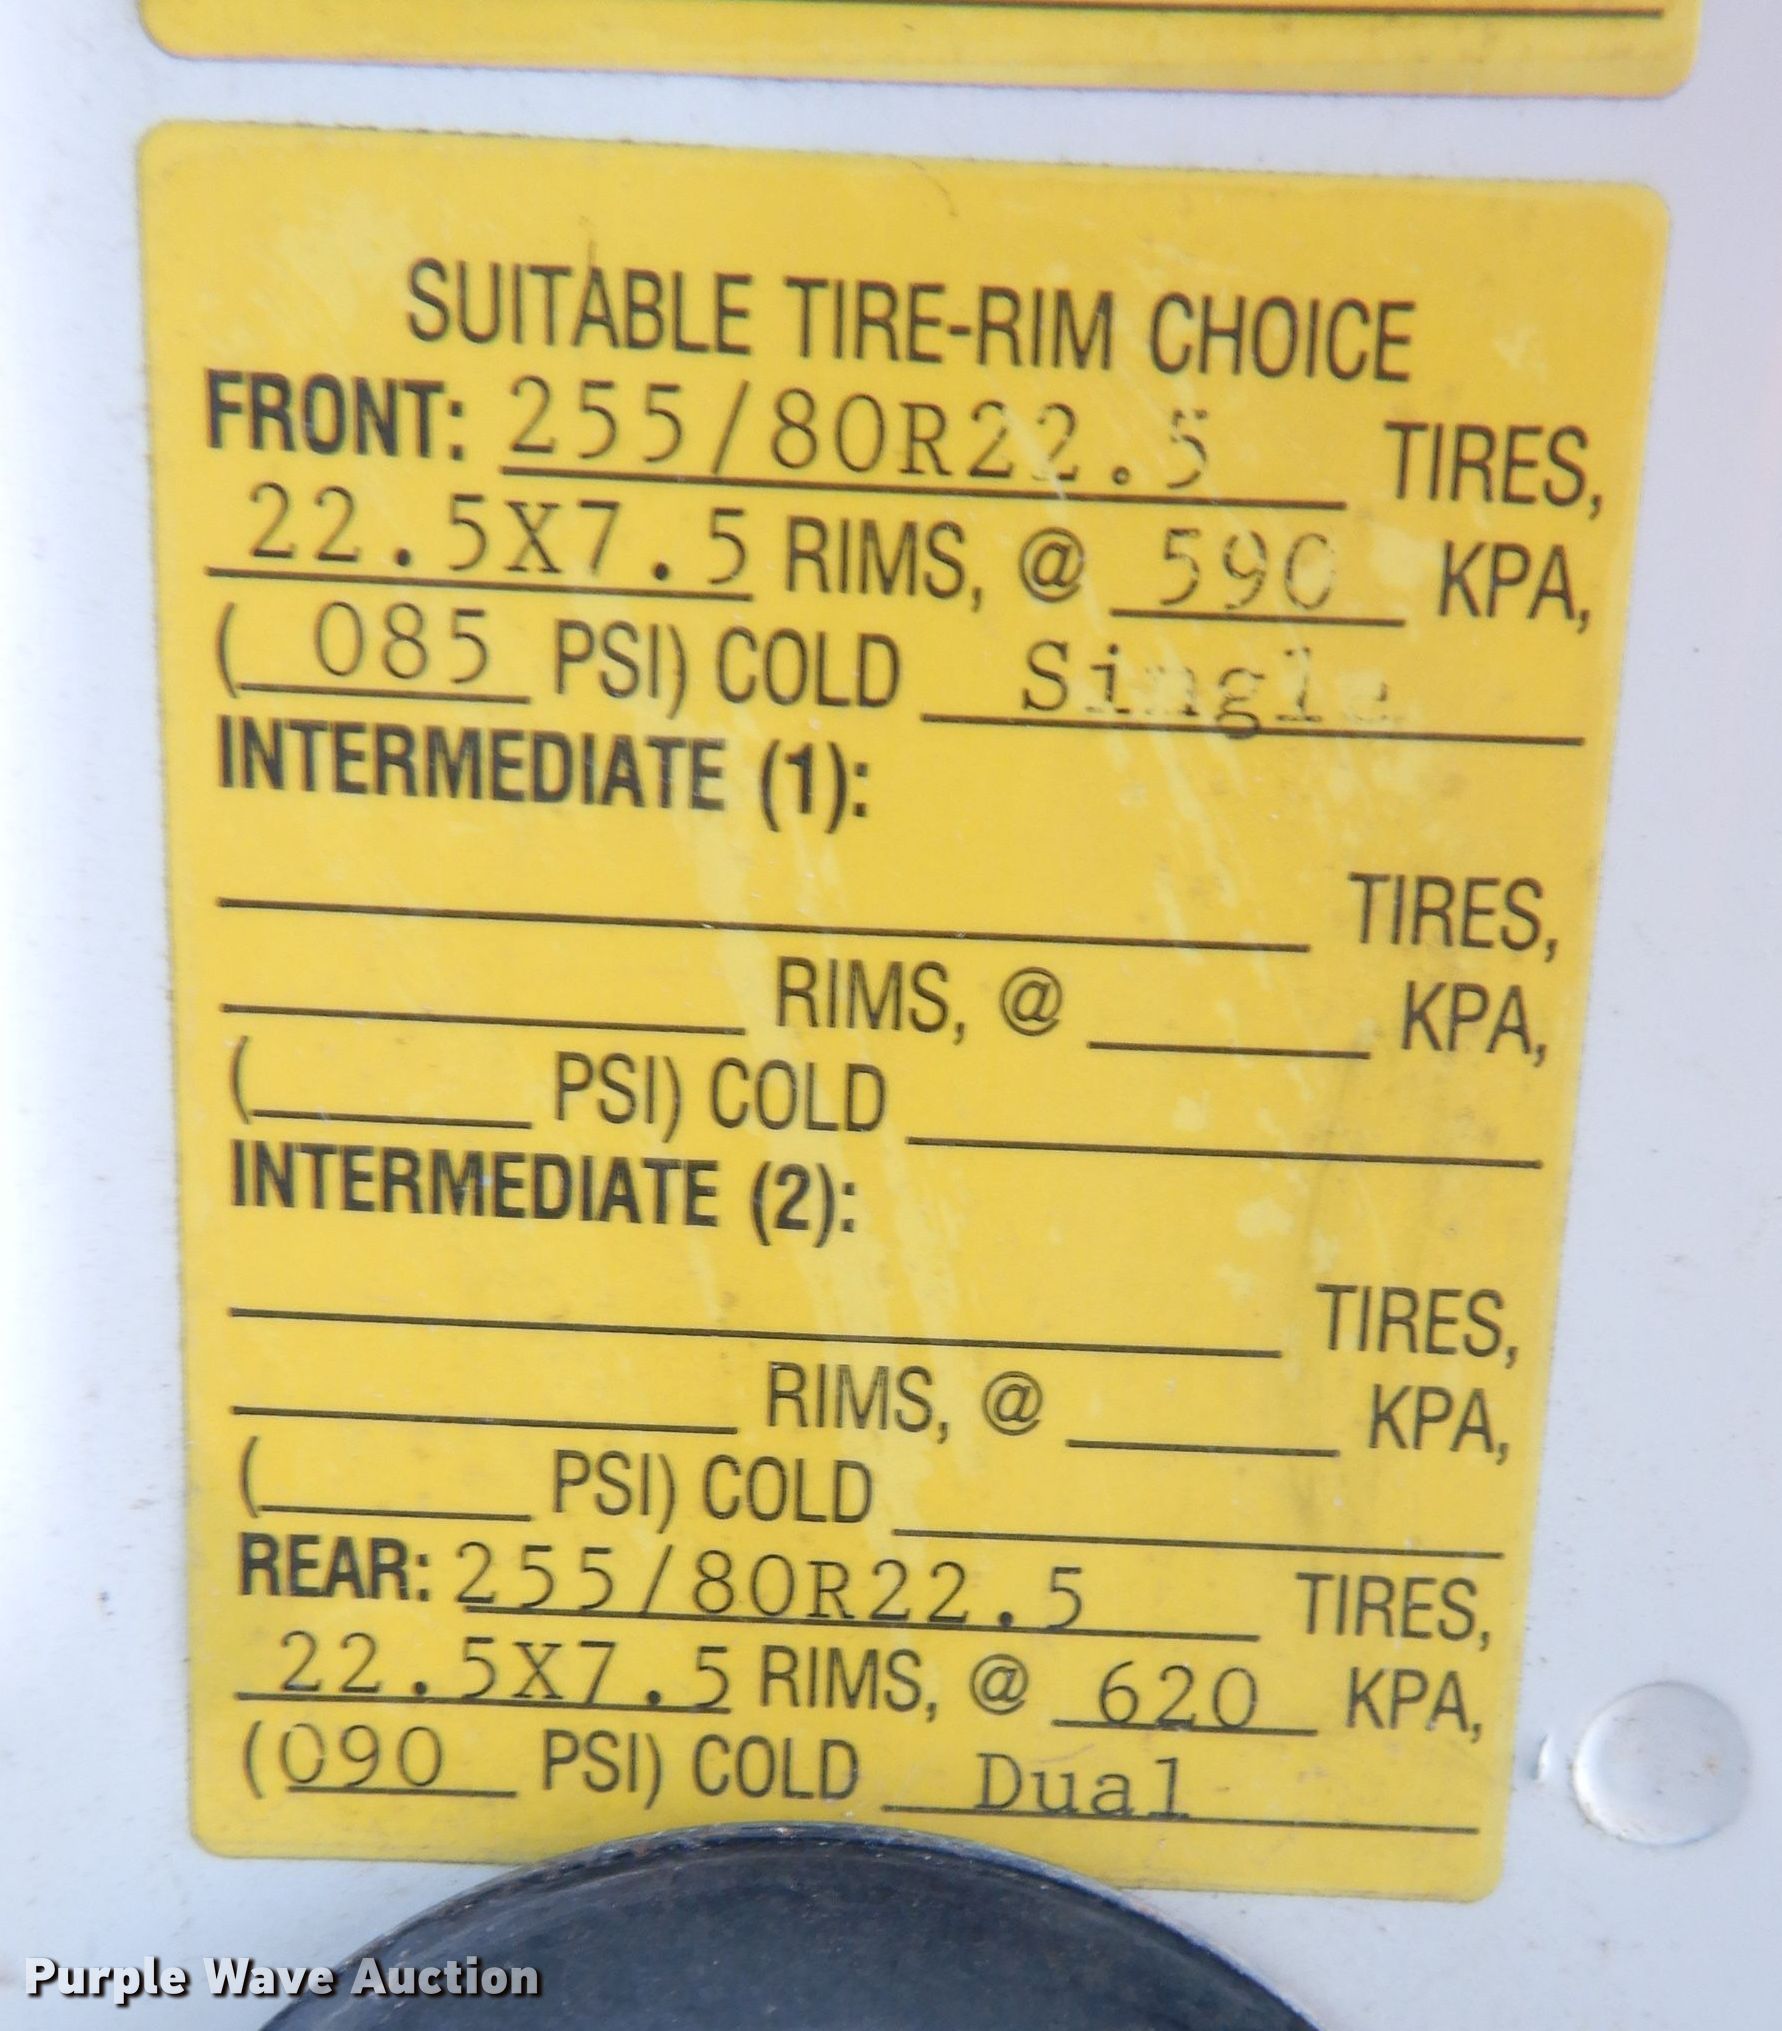 SUITABLE TIRE-RIM CHOICE
FRONT: 255/80R22.5 TIRES,
22.5X7.5 RIMS, @ 590 KPA,
( 085 PSI) COLD Single
INTERMEDIATE (1):
TIRES,
RIMS, @ KPA,
( PSI) COLD
INTERMEDIATE (2):
TIRES,
RIMS, @ KPA,
( PSI) COLD
REAR: 255/80R22.5 TIRES,
22.5X7.5 RIMS, @ 620 KPA,
(090 PSI) COLD Dual
Purple Wave Auction